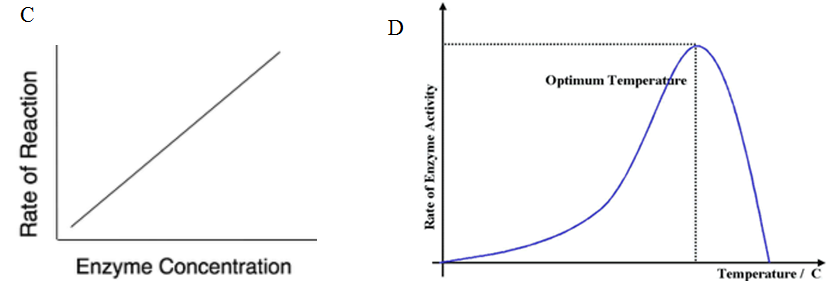 C
Rate of Reaction
Enzyme Concentration
D
Rate of Enzyme Activity
Optimum Temperature
Temperature / C